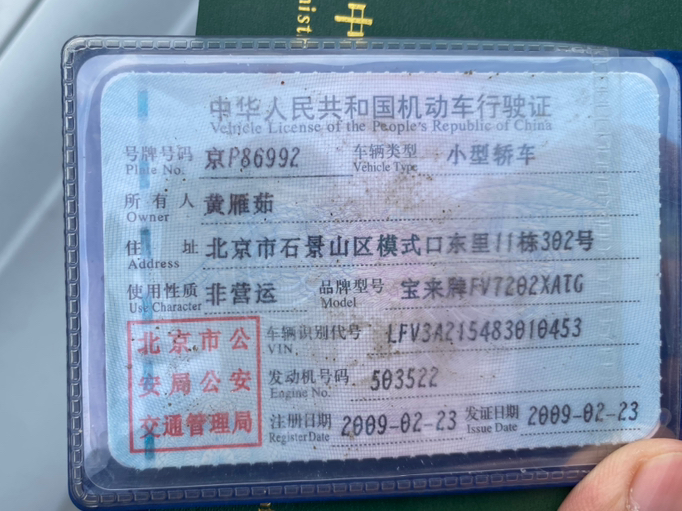 中
nist
中华人民共和国机动车行驶证
Vehicle License of the People's Republic of China
号牌号码 京P86992 车辆类型 小型轿车
Plate No. Vehicle Type
所有人 黄雁茹
Owner
住址 北京市石景山区模式口东里11栋302号
Address
使用性质 非营运 品牌型号 宝来牌FV7202XATG
Use Character Model
北京市公
安局公安
交通管理局
车辆识别代号 LFV3A215483010453
VIN
发动机号码 503522
Engine No.
注册日期 2009-02-23 发证日期 2009-02-23
Register Date Issue Date